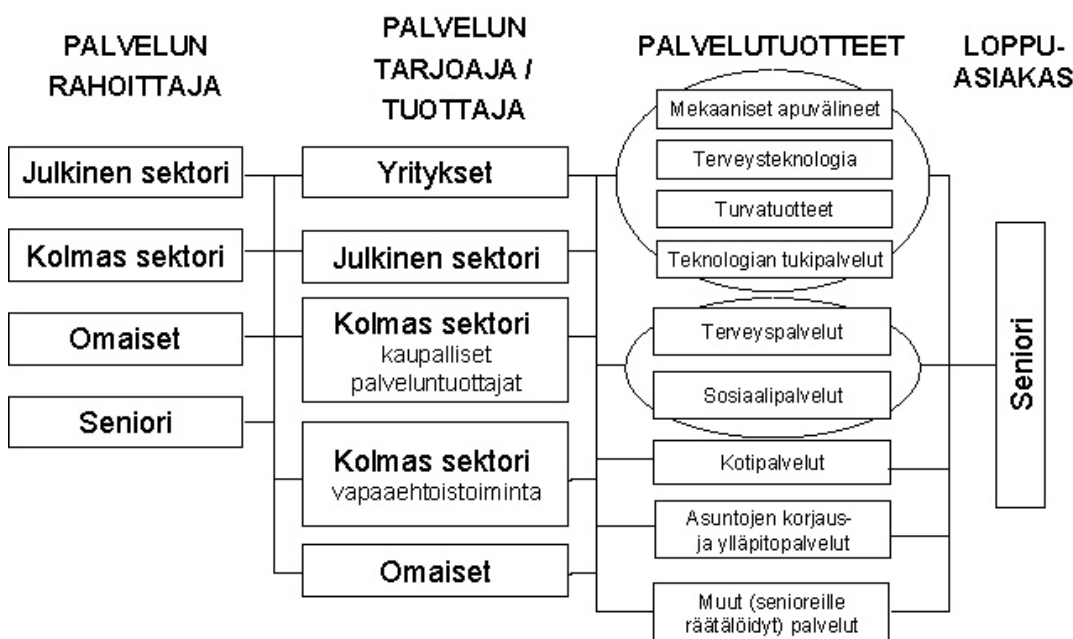 PALVELUN
RAHOITTAJA
Julkinen sektori
Kolmas sektori
Omaiset
Seniori
PALVELUN
TARJOAJA /
TUOTTAJA
Yritykset
Julkinen sektori
Kolmas sektori
kaupalliset
palveluntuottajat
Kolmas sektori
vapaaehtoistoiminta
Omaiset
PALVELUTUOTTEET
Mekaaniset apuvälineet
Terveysteknologia
Turvatuotteet
Teknologian tukipalvelut
Terveyspalvelut
Sosiaalipalvelut
Kotipalvelut
Asuntojen korjaus-
ja ylläpitopalvelut
Muut (senioreille
räätälöidyt) palvelut
LOPPU-
ASIAKAS
Seniori